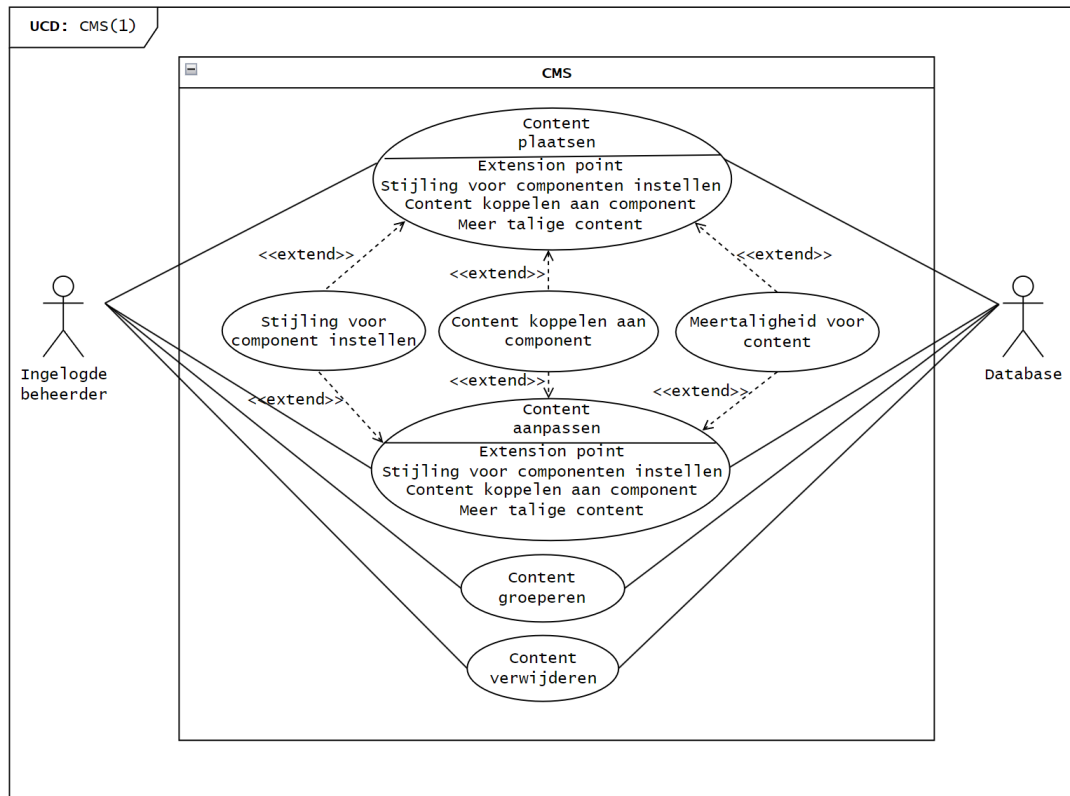 UCD: CMS(1)
CMS
Content
plaatsen
Extension point
Stijling voor componenten instellen
Content koppelen aan component
Meer talige content
<<extend>>
<<extend>>
<<extend>>
Stijling voor
component instellen
Content koppelen aan
component
Meertaligheid voor
content
Ingelogde
beheerder
Database
<<extend>>
<<extend>>
<<extend>>
Content
aanpassen
Extension point
Stijling voor componenten instellen
Content koppelen aan component
Meer talige content
Content
groeperen
Content
verwijderen